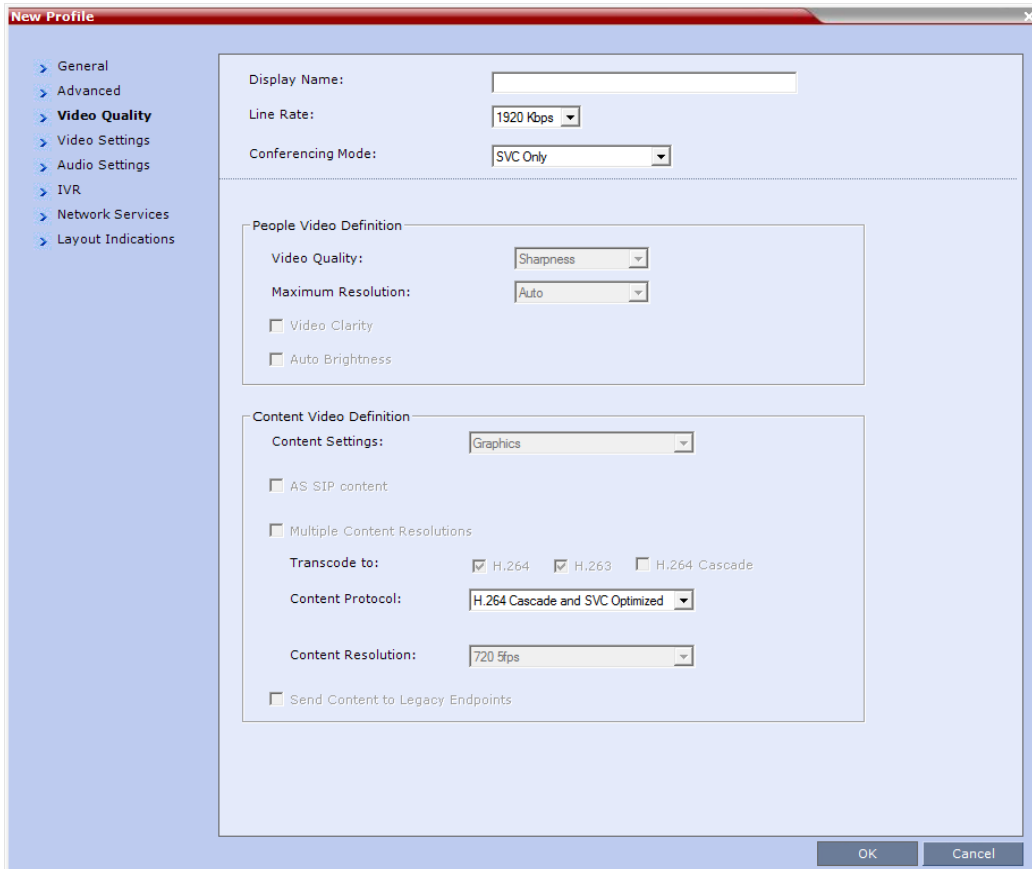 New Profile
General
Advanced
Video Quality
Video Settings
Audio Settings
IVR
Network Services
Layout Indications
Display Name:
Line Rate: 1920 Kbps
Conferencing Mode: SVC Only
People Video Definition
Video Quality: Sharpness
Maximum Resolution: Auto
Video Clarity
Auto Brightness
Content Video Definition
Content Settings: Graphics
AS SIP content
Multiple Content Resolutions
Transcode to: H.264 H.263 H.264 Cascade
Content Protocol: H.264 Cascade and SVC Optimized
Content Resolution: 720 5fps
Send Content to Legacy Endpoints
OK Cancel